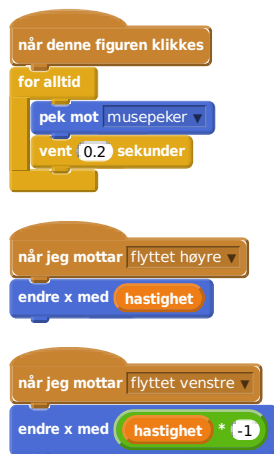 når denne figuren klikkes
for alltid
pek mot musepeker
vent 0.2 sekunder
når jeg mottar flyttet høyre
endre x med hastighet
når jeg mottar flyttet venstre
endre x med hastighet * -1